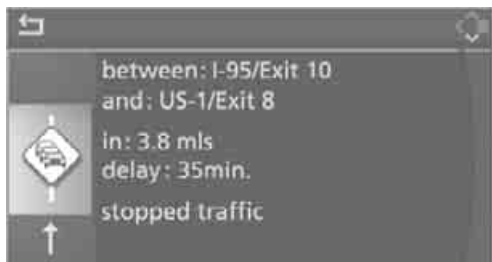 between: I-95/Exit 10
and: US-1/Exit 8
in: 3.8 mls
delay: 35min.
stopped traffic